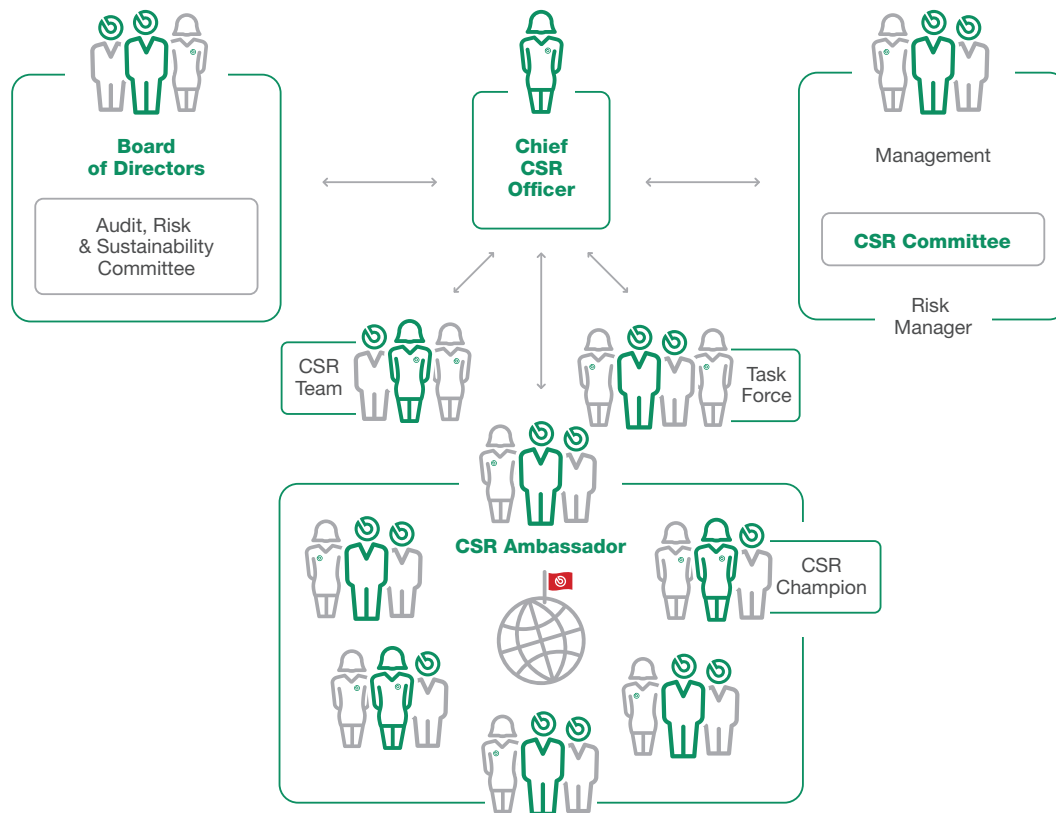 Board
of Directors
Audit, Risk
& Sustainability
Committee
Chief
CSR
Officer
Management
CSR Committee
Risk
Manager
CSR
Team
Task
Force
CSR Ambassador
CSR
Champion